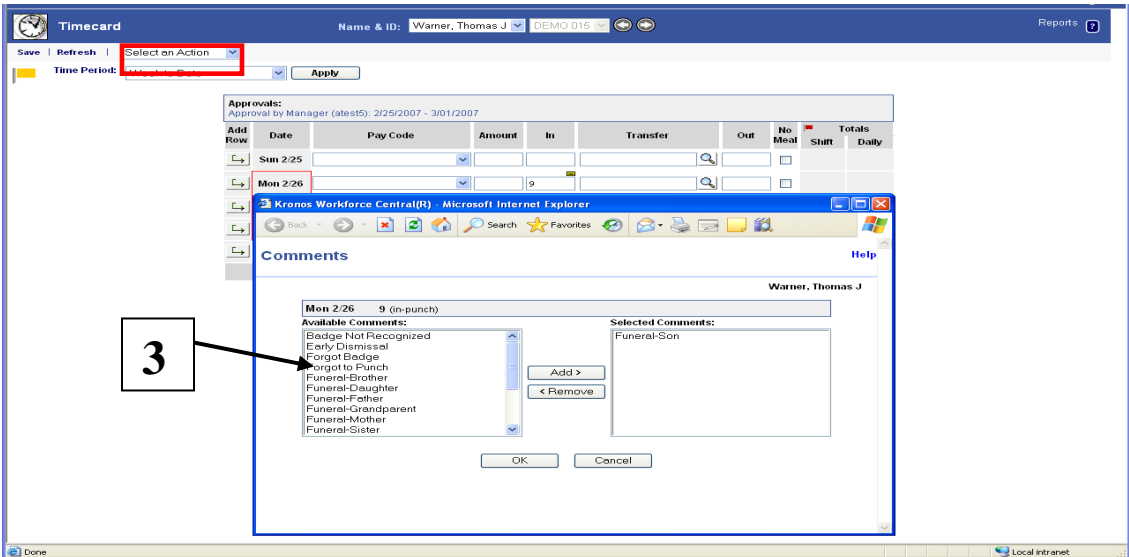 Timecard Name & ID: Warner, Thomas J DEMO 015 Reports ?
Save | Refresh | Select an Action
Time Period: Week to Date Apply
Approvals:
Approval by Manager (atest5): 2/25/2007 - 3/01/2007
Add Row Date Pay Code Amount In Transfer Out No Meal Totals
Shift Daily
Sun 2/25
Mon 2/26 9
Kronos Workforce Central(R) - Microsoft Internet Explorer
Back Search Favorites
Comments Help
Warner, Thomas J
Mon 2/26 9 (in-punch)
Available Comments: Selected Comments:
Badge Not Recognized Funeral-Son
Early Dismissal
Forgot Badge
Forgot to Punch
Funeral-Brother
Funeral-Daughter
Funeral-Father
Funeral-Grandparent
Funeral-Mother
Funeral-Sister
Add >
< Remove
OK Cancel
3
Done Local intranet